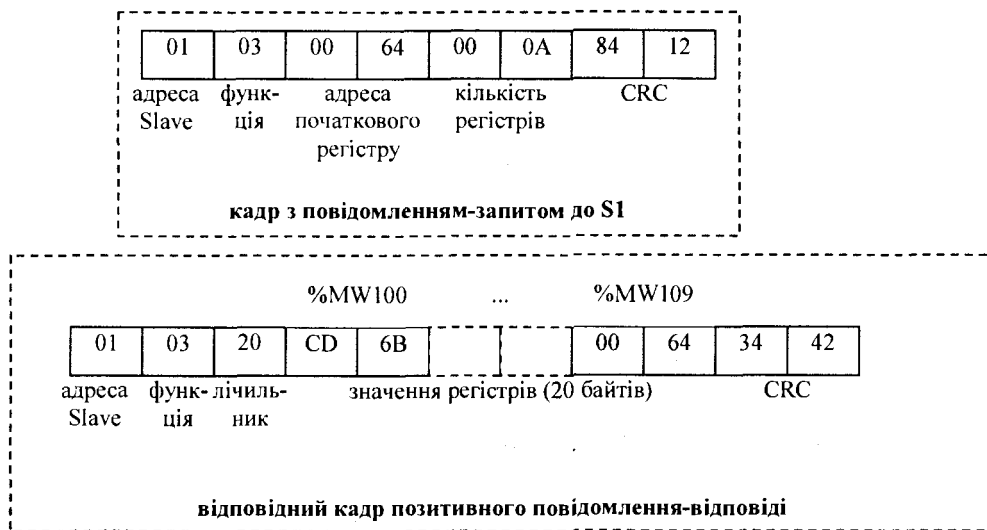 01 03 00 64 00 0A 84 12
адреса функ- адреса кількість CRC
Slave ція початкового регістрів
регістру
кадр з повідомленням-запитом до S1
%MW100 ... %MW109
01 03 20 CD 6B 00 64 34 42
адреса функ- лічиль- значення регістрів (20 байтів) CRC
Slave ція ник
відповідний кадр позитивного повідомлення-відповіді